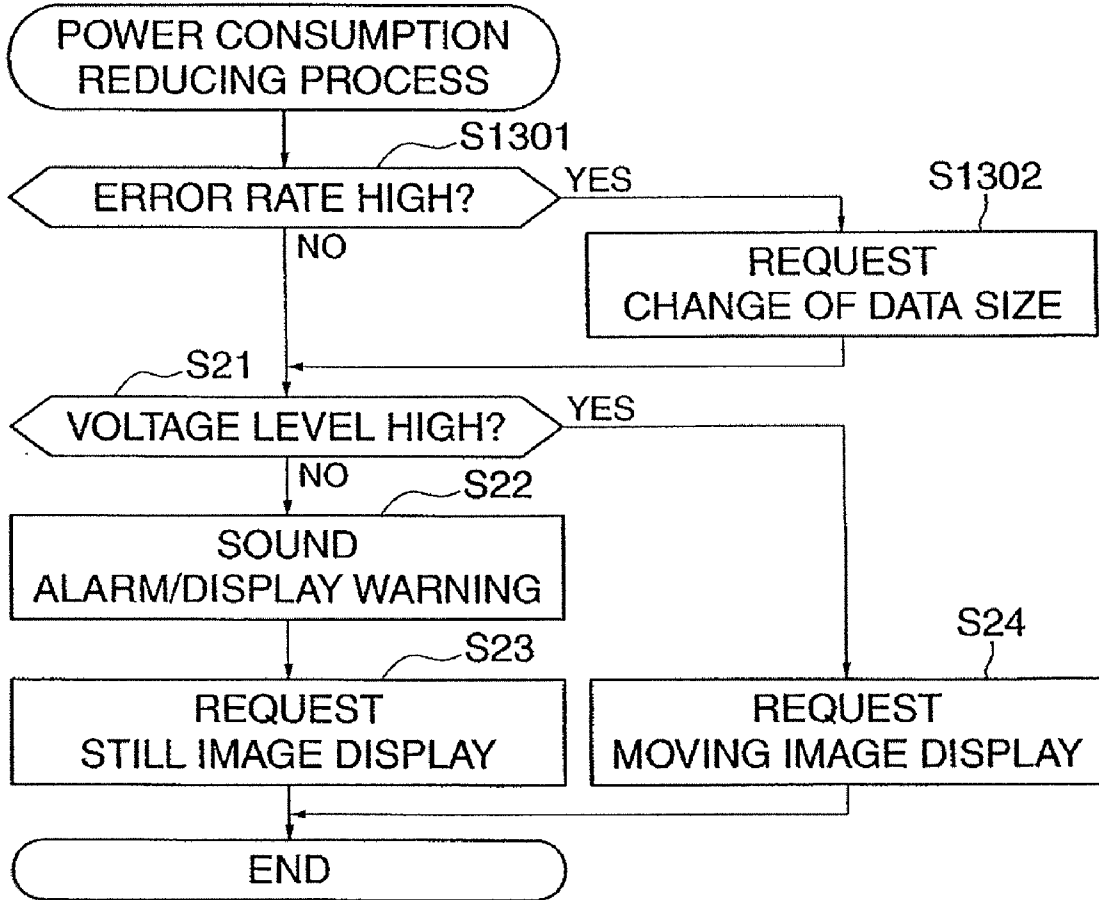 POWER CONSUMPTION
REDUCING PROCESS
S1301
ERROR RATE HIGH?
YES
S1302
NO
REQUEST
CHANGE OF DATA SIZE
S21
VOLTAGE LEVEL HIGH?
YES
NO
S22
SOUND
ALARM/DISPLAY WARNING
S23
S24
REQUEST
STILL IMAGE DISPLAY
REQUEST
MOVING IMAGE DISPLAY
END